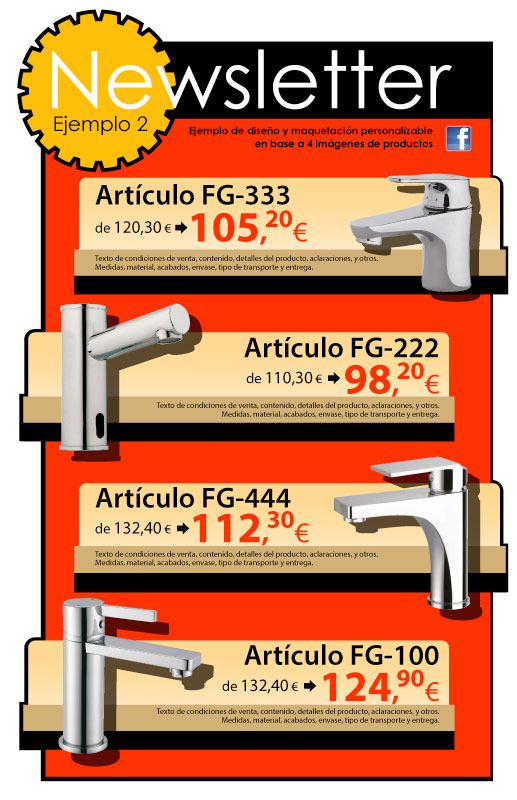 Newsletter
Ejemplo 2
Ejemplo de diseño y maquetación personalizable
en base a 4 imágenes de productos
f
Artículo FG-333
de 120,30 € ➡ 105,20€
Texto de condiciones de venta, contenido, detalles del producto, aclaraciones, y otros.
Medidas, material, acabados, envase, tipo de transporte y entrega.
Artículo FG-222
de 110,30 € ➡ 98,20€
Texto de condiciones de venta, contenido, detalles del producto, aclaraciones, y otros.
Medidas, material, acabados, envase, tipo de transporte y entrega.
Artículo FG-444
de 132,40 ➡ 112,30€
Texto de condiciones de venta, contenido, detalles del producto, aclaraciones, y otros.
Medidas, material, acabados, envase, tipo de transporte y entrega.
Artículo FG-100
de 132,40 € ➡ 124,90€
Texto de condiciones de venta, contenido, detalles del producto, aclaraciones, y otros.
Medidas, material, acabados, envase, tipo de transporte y entrega.